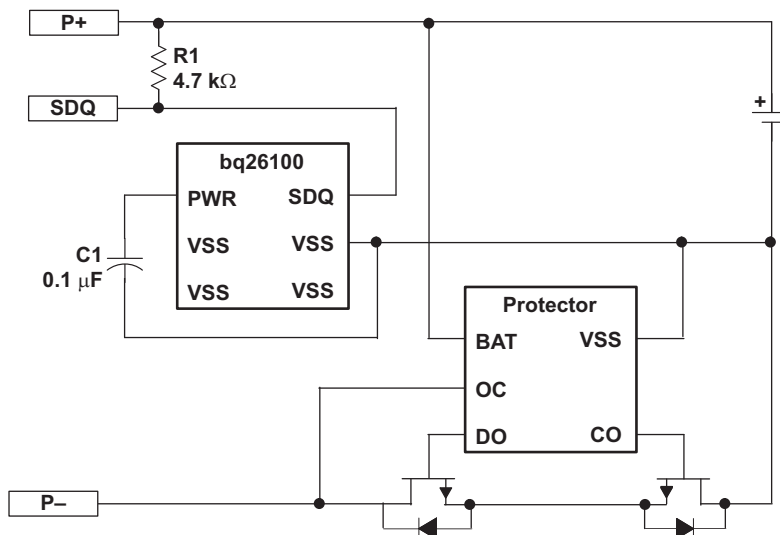 P+
R1
4.7 kΩ
SDQ
+
bq26100
PWR SDQ
VSS VSS
VSS VSS
C1
0.1 μF
Protector
BAT VSS
OC
DO CO
P–